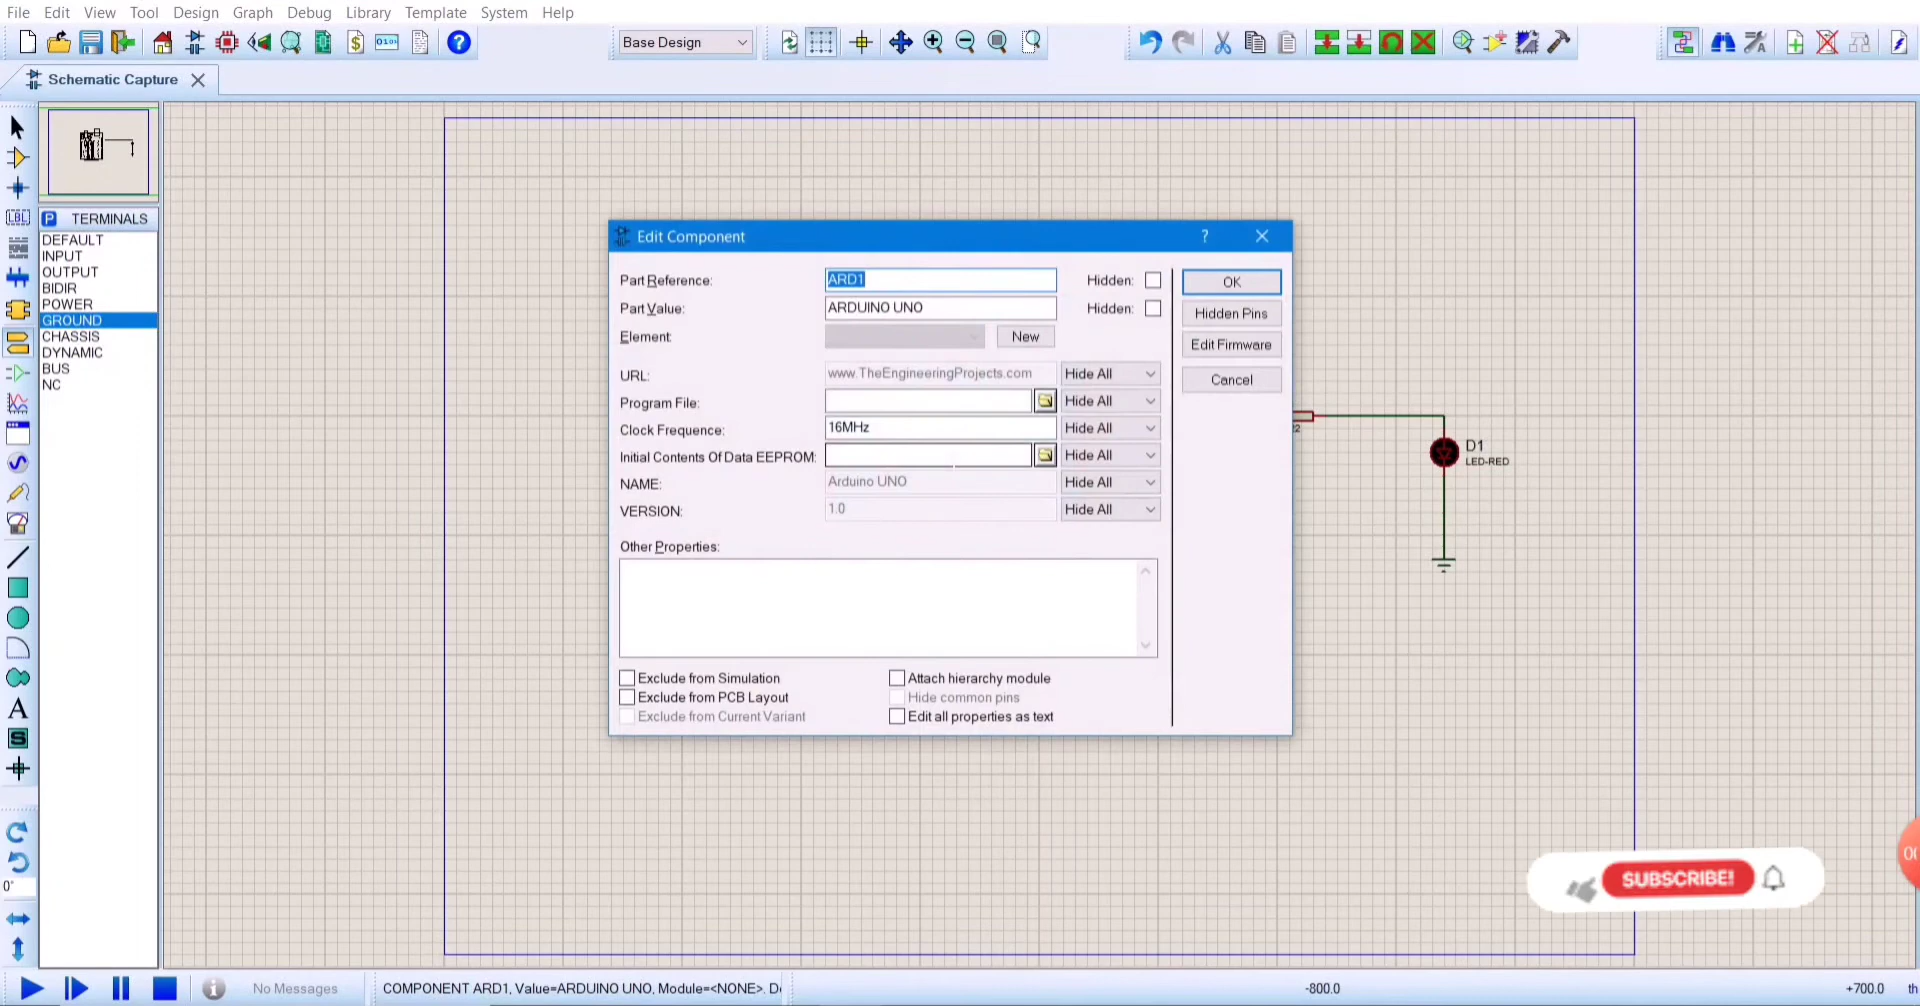 File Edit View Tool Design Graph Debug Library Template System Help
Base Design
Schematic Capture
TERMINALS
DEFAULT
INPUT
OUTPUT
BIDIR
POWER
GROUND
CHASSIS
DYNAMIC
BUS
NC
Edit Component
Part Reference: ARD1 Hidden: OK
Part Value: ARDUINO UNO Hidden: Hidden Pins
Element: New Edit Firmware
URL: www.TheEngineeringProjects.com Hide All Cancel
Program File: Hide All
Clock Frequence: 16MHz Hide All
Initial Contents Of Data EEPROM: Hide All
NAME: Arduino UNO Hide All
VERSION: 1.0 Hide All
Other Properties:
Exclude from Simulation Attach hierarchy module
Exclude from PCB Layout Hide common pins
Exclude from Current Variant Edit all properties as text
D1
LED-RED
SUBSCRIBE!
0°
No Messages COMPONENT ARD1, Value=ARDUINO UNO, Module=<NONE>. -800.0 +700.0 th